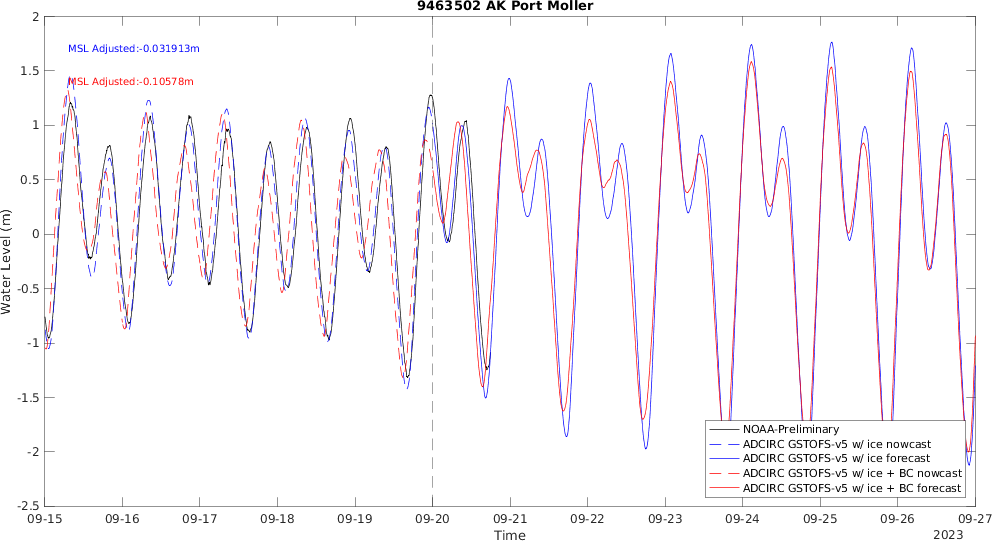 9463502 AK Port Moller
MSL Adjusted:-0.031913m
MSL Adjusted:-0.10578m
Water Level (m)
2
1.5
1
0.5
0
-0.5
-1
-1.5
-2
-2.5
NOAA-Preliminary
ADCIRC GSTOFS-v5 w/ ice nowcast
ADCIRC GSTOFS-v5 w/ ice forecast
ADCIRC GSTOFS-v5 w/ ice + BC nowcast
ADCIRC GSTOFS-v5 w/ ice + BC forecast
09-15 09-16 09-17 09-18 09-19 09-20 09-21 09-22 09-23 09-24 09-25 09-26 09-27
Time
2023